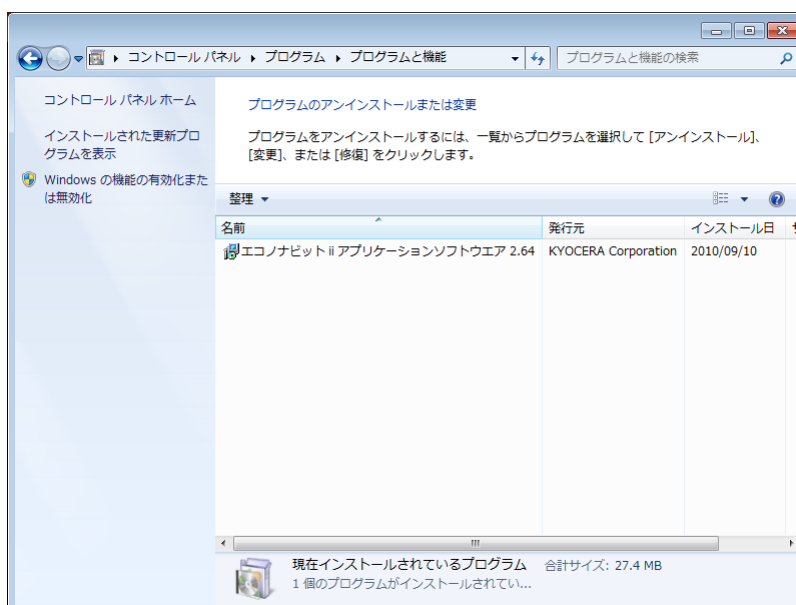 コントロール パネル ▸ プログラム ▸ プログラムと機能
プログラムと機能の検索
コントロール パネル ホーム
インストールされた更新プロ
グラムを表示
Windows の機能の有効化また
は無効化
プログラムのアンインストールまたは変更
プログラムをアンインストールするには、一覧からプログラムを選択して [アンインストール]、
[変更]、または [修復] をクリックします。
整理
名前 発行元 インストール日
エコノナビット ii アプリケーションソフトウエア 2.64 KYOCERA Corporation 2010/09/10
現在インストールされているプログラム 合計サイズ: 27.4 MB
1 個のプログラムがインストールされてい...